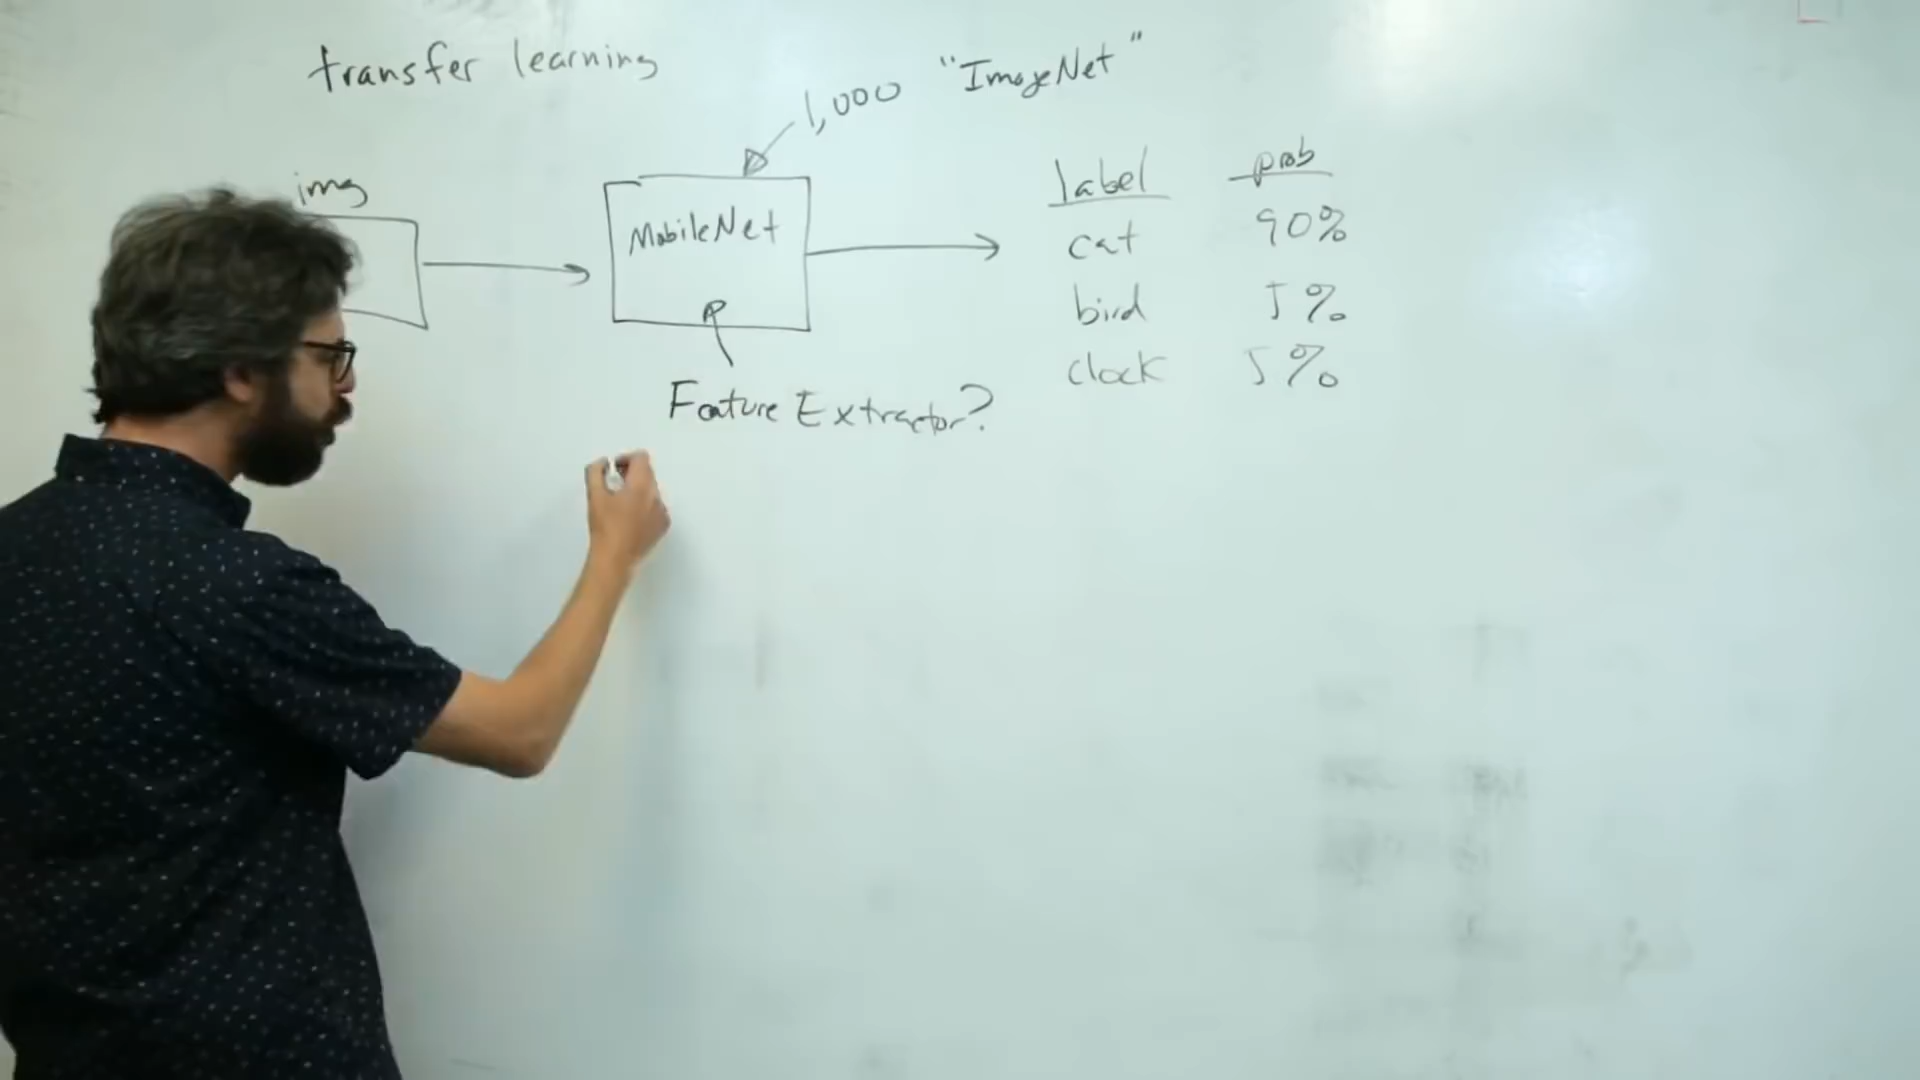 transfer learning
1,000 "ImageNet"
img
MobileNet
label prob
cat 90%
bird 5%
clock 5%
Feature Extractor?